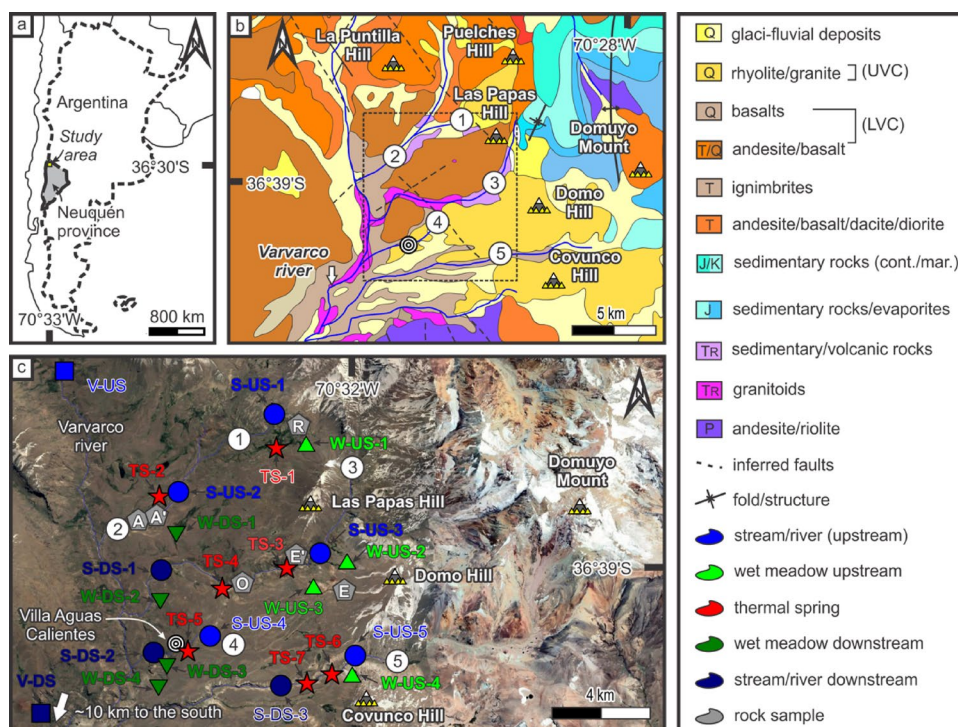 a
Argentina
Study
area
36°30'S
Neuquén
province
70°33'W
800 km
b
La Puntilla
Hill
Puelches
Hill
70°28'W
Las Papas
Hill
Domuyo
Mount
36°39'S
1
2
3
4
5
Domo
Hill
Varvarco
river
Covunco
Hill
5 km
c
V-US
S-US-1
70°32'W
Varvarco
river
1
R
W-US-1
TS-1
3
Domuyo
Mount
TS-2
S-US-2
Las Papas Hill
2
A
A'
W-DS-1
S-US-3
TS-3
E'
W-US-2
S-DS-1
TS-4
36°39'S
O
Domo Hill
W-DS-2
W-US-3
E
Villa Aguas
Calientes
TS-5
S-US-4
4
TS-6
S-US-5
S-DS-2
TS-7
5
W-DS-3
W-US-4
W-DS-4
V-DS
~10 km to the south
S-DS-3
Covunco Hill
4 km
Q glaci-fluvial deposits
Q rhyolite/granite (UVC)
Q basalts
(LVC)
T/Q andesite/basalt
T ignimbrites
T andesite/basalt/dacite/diorite
J/K sedimentary rocks (cont./mar.)
J sedimentary rocks/evaporites
TR sedimentary/volcanic rocks
TR granitoids
P andesite/riolite
inferred faults
fold/structure
stream/river (upstream)
wet meadow upstream
thermal spring
wet meadow downstream
stream/river downstream
rock sample